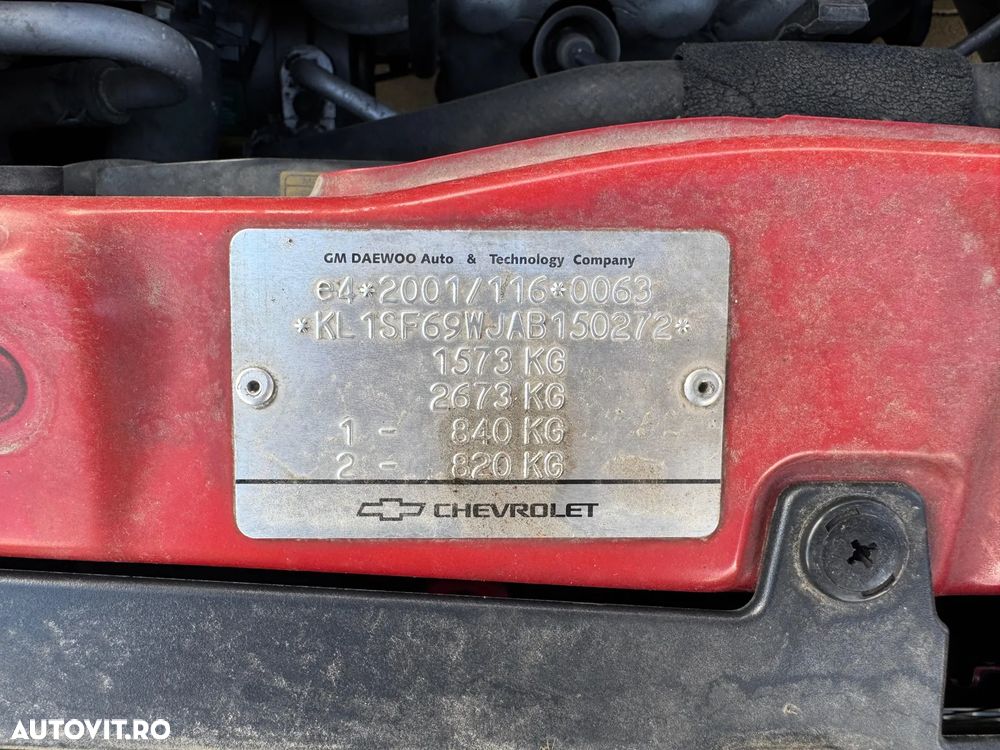 GM DAEWOO Auto & Technology Company
e4*2001/116*0063
*KL1SF69WJAB150272*
1573 KG
2673 KG
1 - 840 KG
2 - 820 KG
CHEVROLET
AUTOVIT.RO